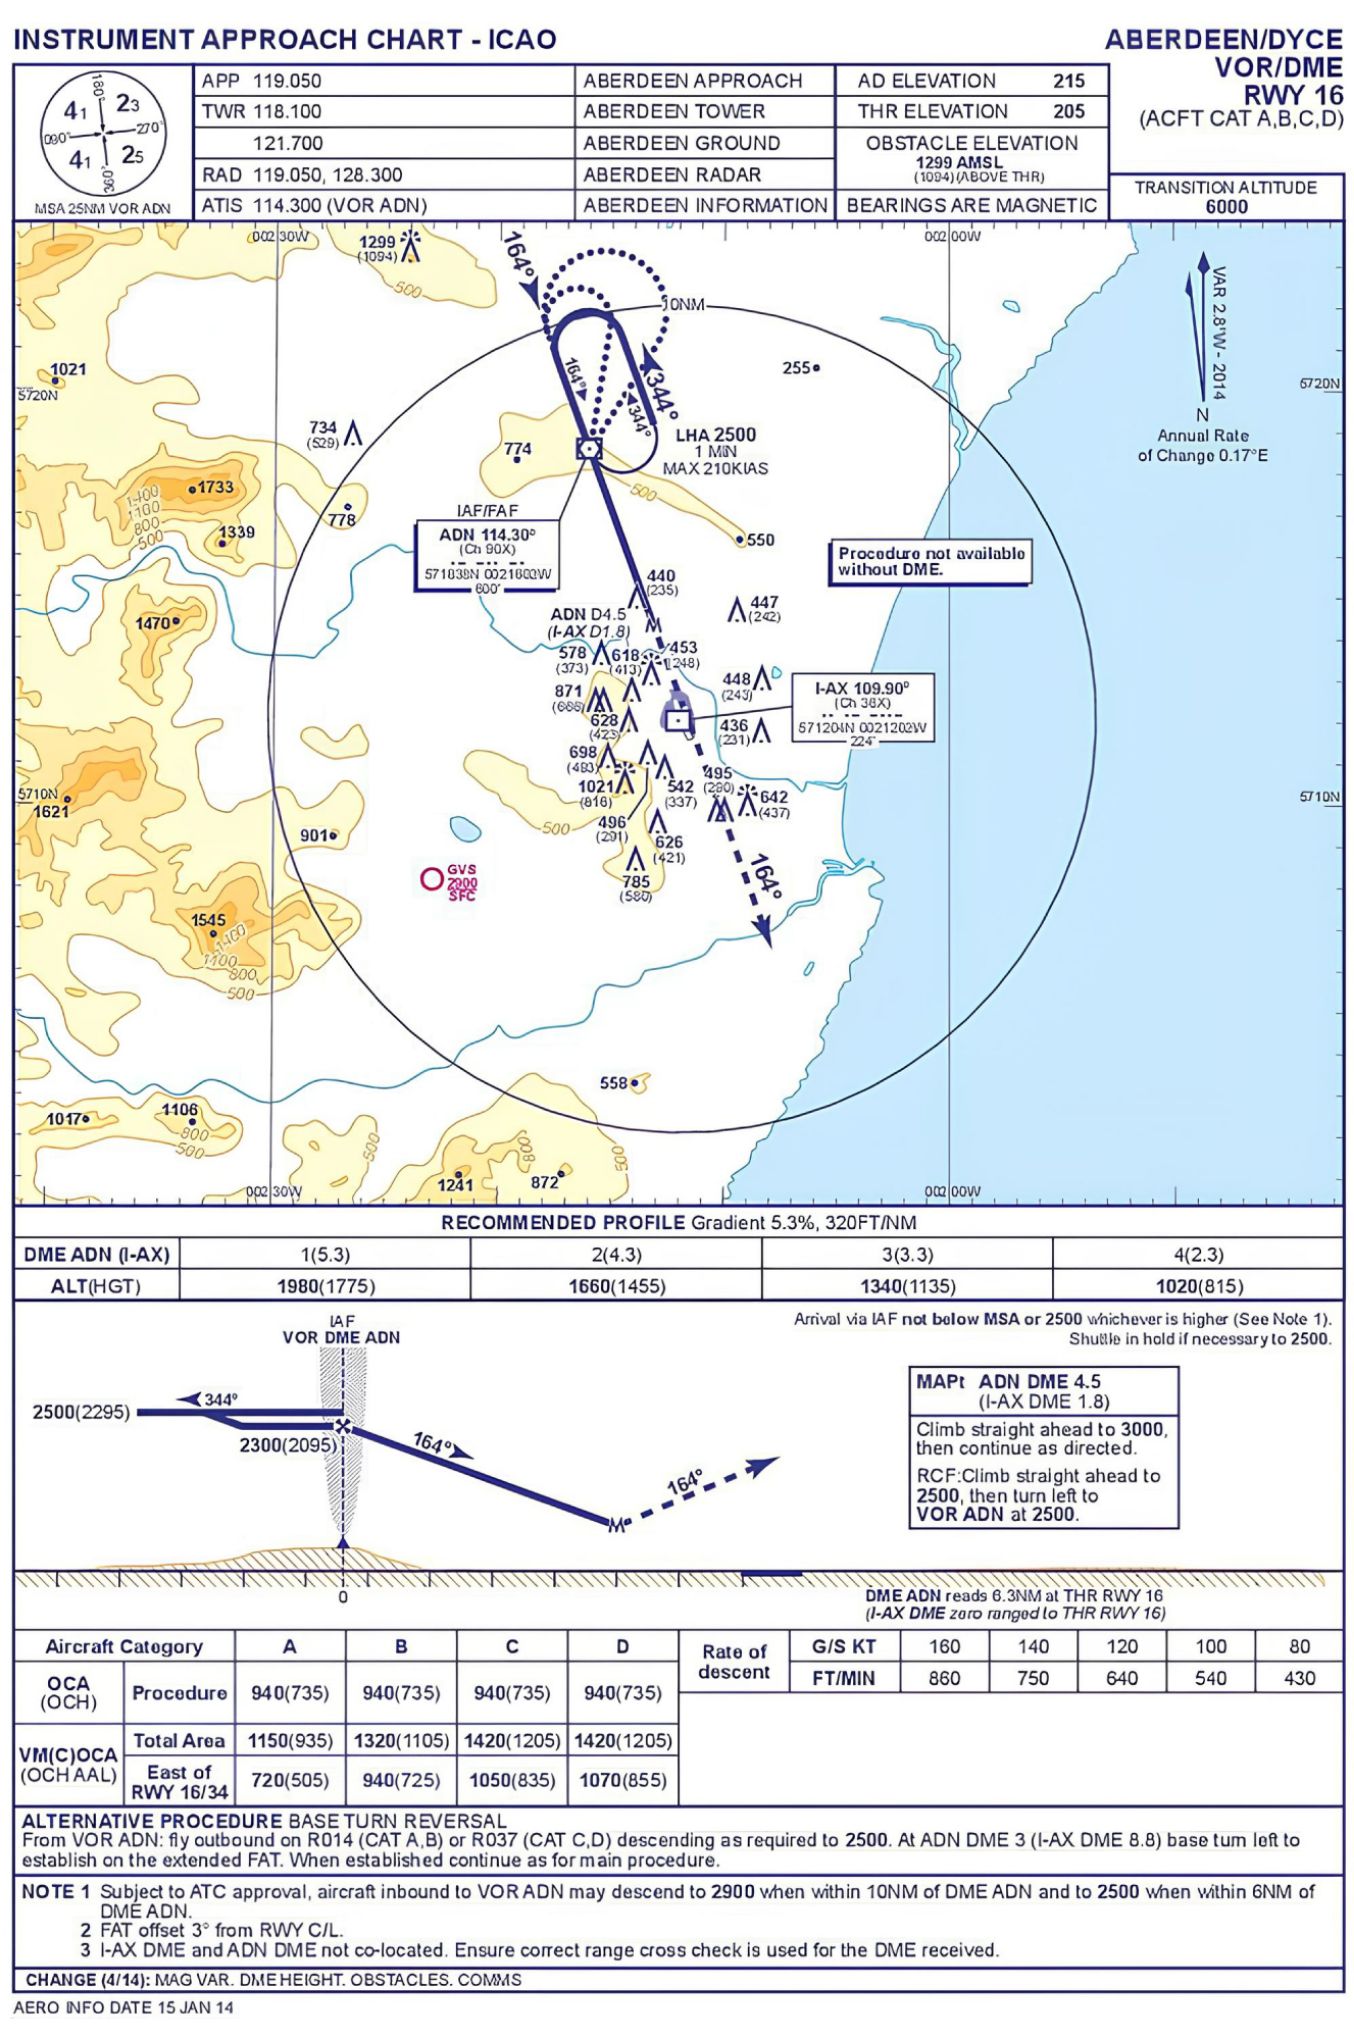 INSTRUMENT APPROACH CHART - ICAO
ABERDEEN/DYCE
VOR/DME
RWY 16
(ACFT CAT A,B,C,D)
180°
41 23
090° 270°
41 25
360°
MSA 25NM VOR ADN
APP 119.050 ABERDEEN APPROACH
TWR 118.100 ABERDEEN TOWER
121.700 ABERDEEN GROUND
RAD 119.050, 128.300 ABERDEEN RADAR
ATIS 114.300 (VOR ADN) ABERDEEN INFORMATION
AD ELEVATION 215
THR ELEVATION 205
OBSTACLE ELEVATION
1299 AMSL
(1094)(ABOVE THR)
BEARINGS ARE MAGNETIC
TRANSITION ALTITUDE
6000
002 30W
1299
(1094)
500
164°
002 00W
10NM
VAR 2.8°W - 2014
N
Annual Rate
of Change 0.17°E
1021
5720N
255
5720N
164°
344°
344°
734
(529)
774
LHA 2500
1 MIN
MAX 210KIAS
1733
1400
1100
800
500
1339
778
500
550
IAF/FAF
ADN 114.30ᴰ
(Ch 90X)
571838N 0021602W
600'
Procedure not available
without DME.
440
(235)
447
(242)
1470
ADN D4.5
(I-AX D1.8)
578
(373)
618
(413)
453
(248)
871
(666)
448
(243)
628
(423)
436
(231)
I-AX 109.90ᴰ
(Ch 36X)
571204N 0021202W
224'
698
(493)
1021
(816)
542
(337)
495
(290)
642
(437)
5710N
1621
5710N
500
496
(291)
626
(421)
901
785
(580)
164°
GVS
2900
SFC
1545
1400
1100
800
500
558
1017
1106
800
500
500
800
500
1241
872
002 30W
002 00W
RECOMMENDED PROFILE Gradient 5.3%, 320FT/NM
DME ADN (I-AX) 1(5.3) 2(4.3) 3(3.3) 4(2.3)
ALT(HGT) 1980(1775) 1660(1455) 1340(1135) 1020(815)
IAF
VOR DME ADN
Arrival via IAF not below MSA or 2500 whichever is higher (See Note 1).
Shuttle in hold if necessary to 2500.
2500(2295)
344°
2300(2095)
164°
M
164°
MAPt ADN DME 4.5
(I-AX DME 1.8)
Climb straight ahead to 3000,
then continue as directed.
RCF:Climb straight ahead to
2500, then turn left to
VOR ADN at 2500.
0
DME ADN reads 6.3NM at THR RWY 16
(I-AX DME zero ranged to THR RWY 16)
Aircraft Category A B C D
OCA
(OCH)
Procedure 940(735) 940(735) 940(735) 940(735)
VM(C)OCA
(OCH AAL)
Total Area 1150(935) 1320(1105) 1420(1205) 1420(1205)
East of
RWY 16/34 720(505) 940(725) 1050(835) 1070(855)
Rate of
descent
G/S KT 160 140 120 100 80
FT/MIN 860 750 640 540 430
ALTERNATIVE PROCEDURE BASE TURN REVERSAL
From VOR ADN: fly outbound on R014 (CAT A,B) or R037 (CAT C,D) descending as required to 2500. At ADN DME 3 (I-AX DME 8.8) base turn left to
establish on the extended FAT. When established continue as for main procedure.
NOTE 1 Subject to ATC approval, aircraft inbound to VOR ADN may descend to 2900 when within 10NM of DME ADN and to 2500 when within 6NM of
DME ADN.
2 FAT offset 3° from RWY C/L.
3 I-AX DME and ADN DME not co-located. Ensure correct range cross check is used for the DME received.
CHANGE (4/14): MAG VAR. DME HEIGHT. OBSTACLES. COMMS
AERO INFO DATE 15 JAN 14